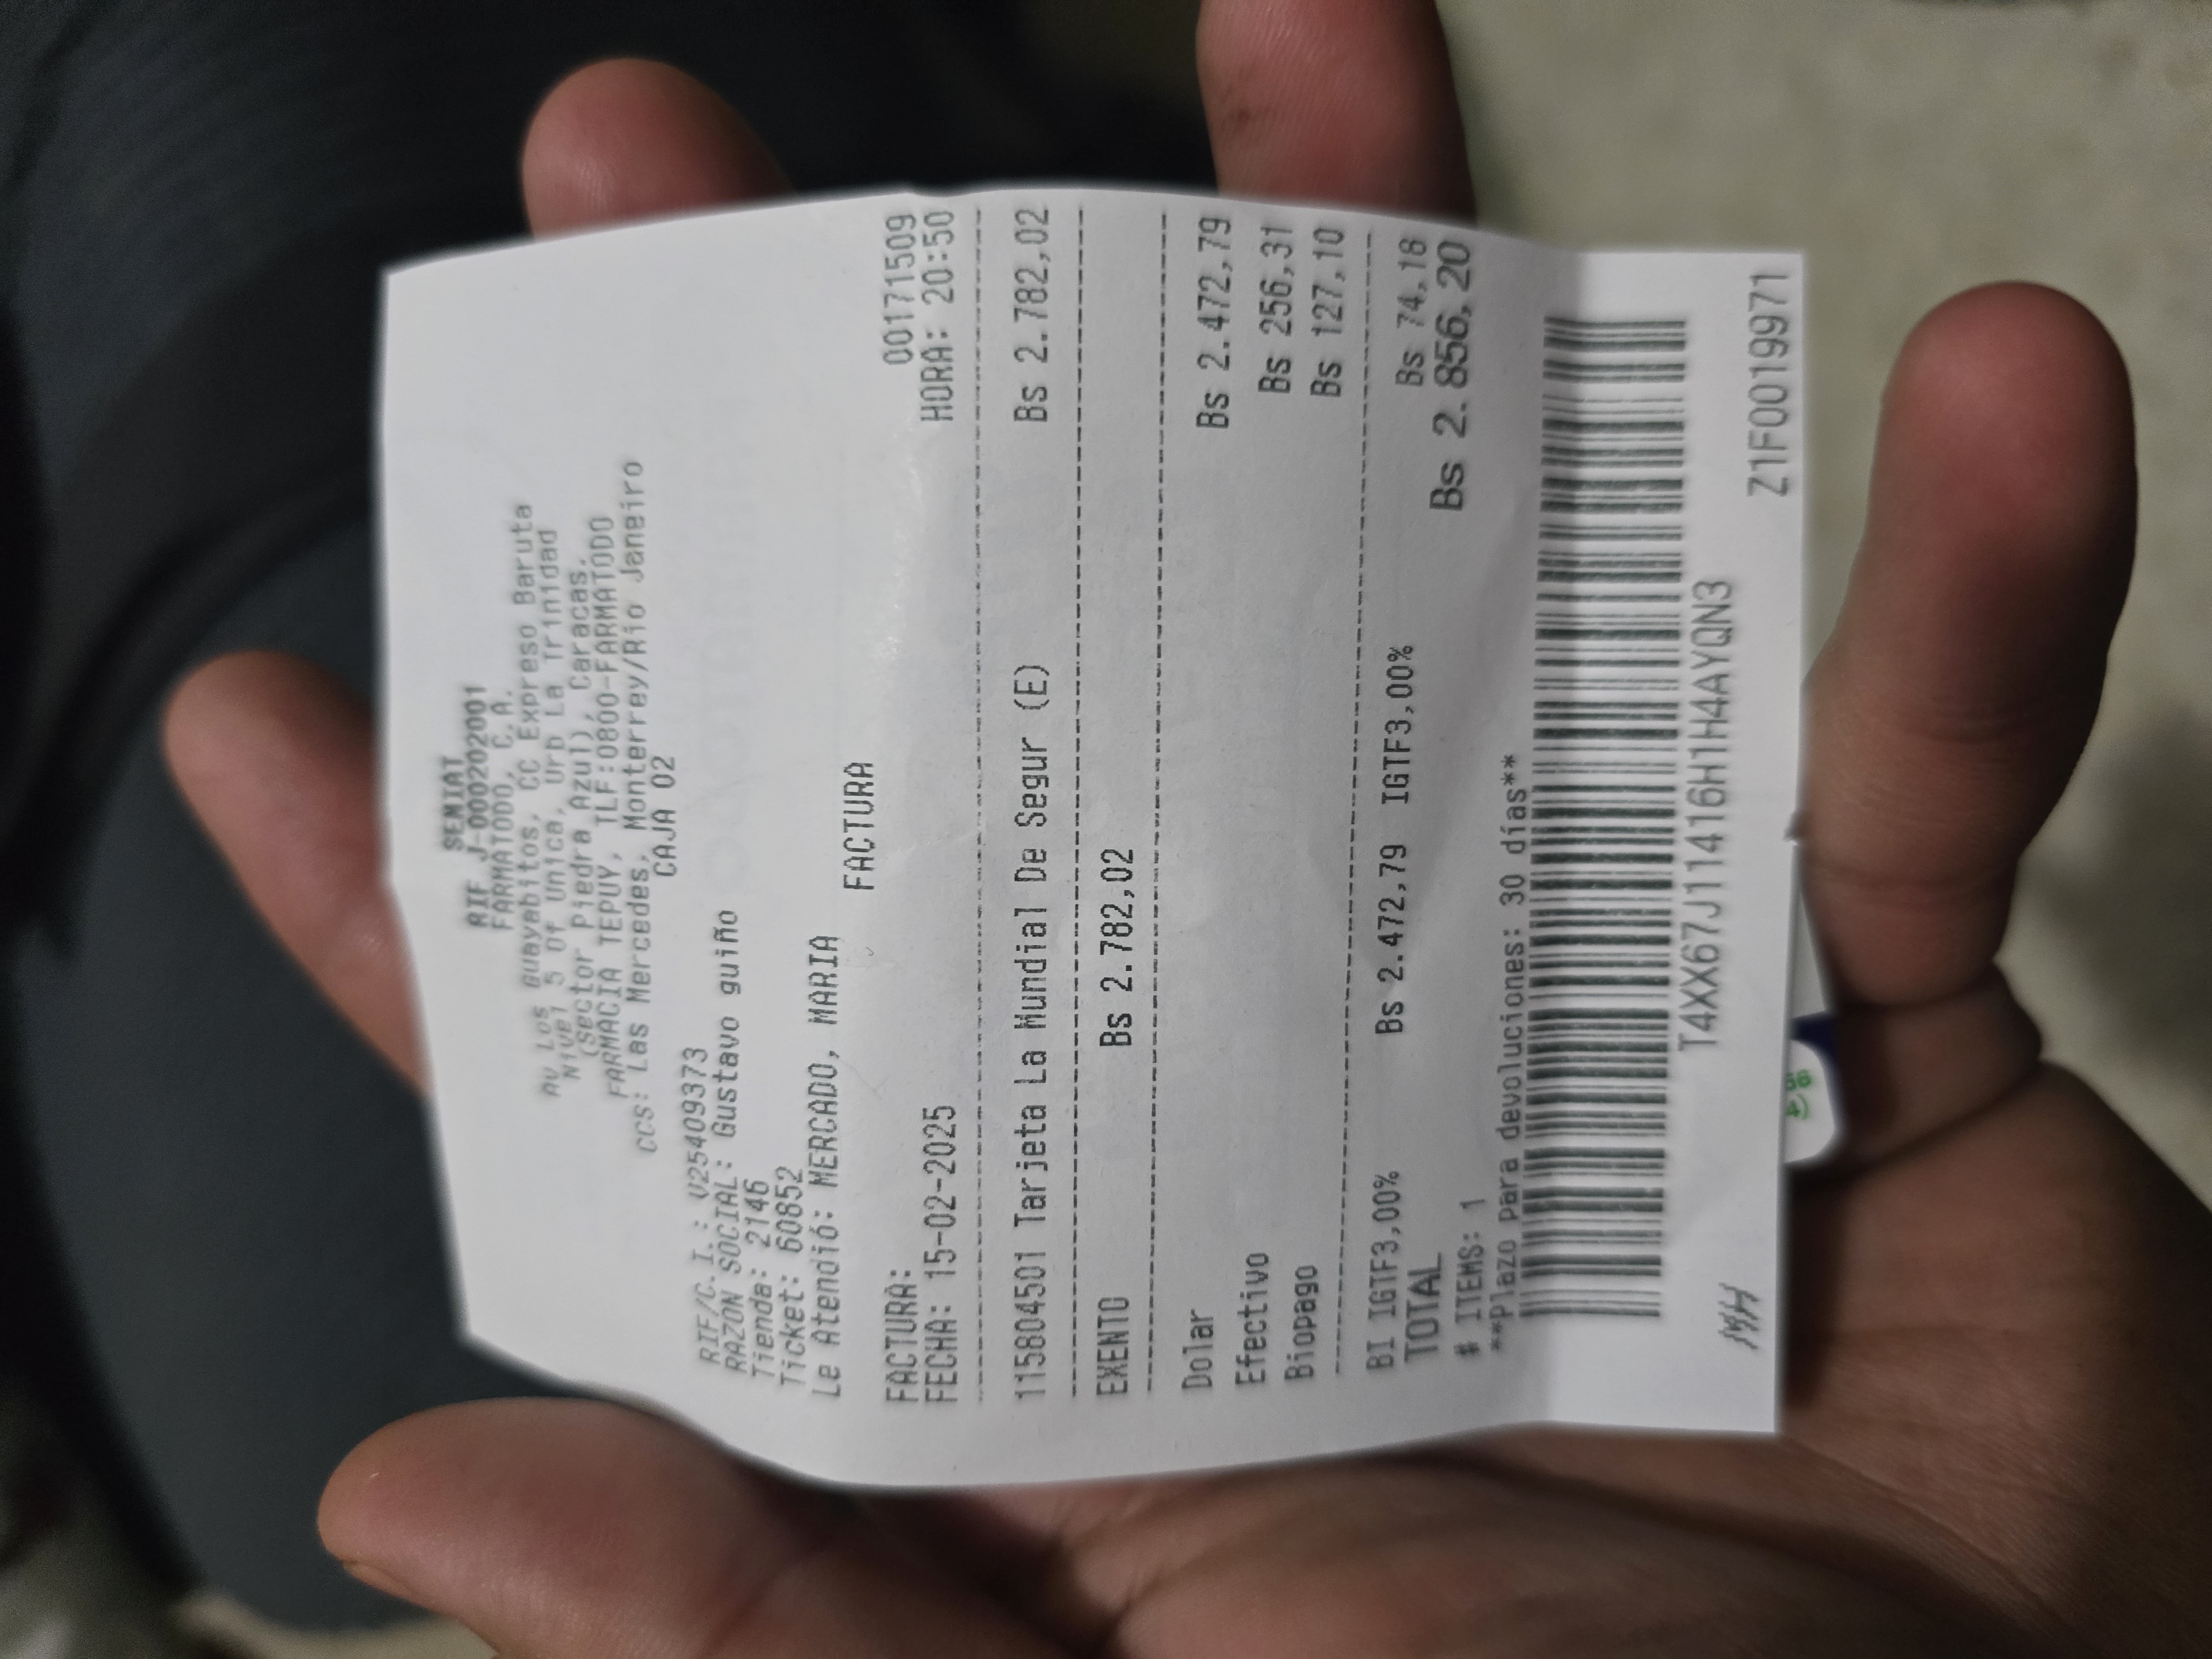 SENIAT
RIF J-000202001
FARMATODO, C.A.
Av Los Guayabitos, CC Expreso Baruta
Nivel 5 Of Unica, Urb La Trinidad
(Sector Piedra Azul), Caracas.
FARMACIA TEPUY, TLF:0800-FARMATODO
CCS: Las Mercedes, Monterrey/Río Janeiro
CAJA 02
RIF/C.I.: V25409373
RAZON SOCIAL: Gustavo guiño
Tienda: 2146
Ticket: 60852
Le Atendió: MERCADO, MARIA
FACTURA
FACTURA: 00171509
FECHA: 15-02-2025 HORA: 20:50
115804501 Tarjeta La Mundial De Segur (E) Bs 2.782,02
EXENTO Bs 2.782,02
Dolar Bs 2.472,79
Efectivo Bs 256,31
Biopago Bs 127,10
BI IGTF3,00% Bs 2.472,79 IGTF3,00% Bs 74,18
TOTAL Bs 2.856,20
# ITEMS: 1
**Plazo para devoluciones: 30 días**
T4XX67J11416H1H4AYQN3
MH Z1F0019971